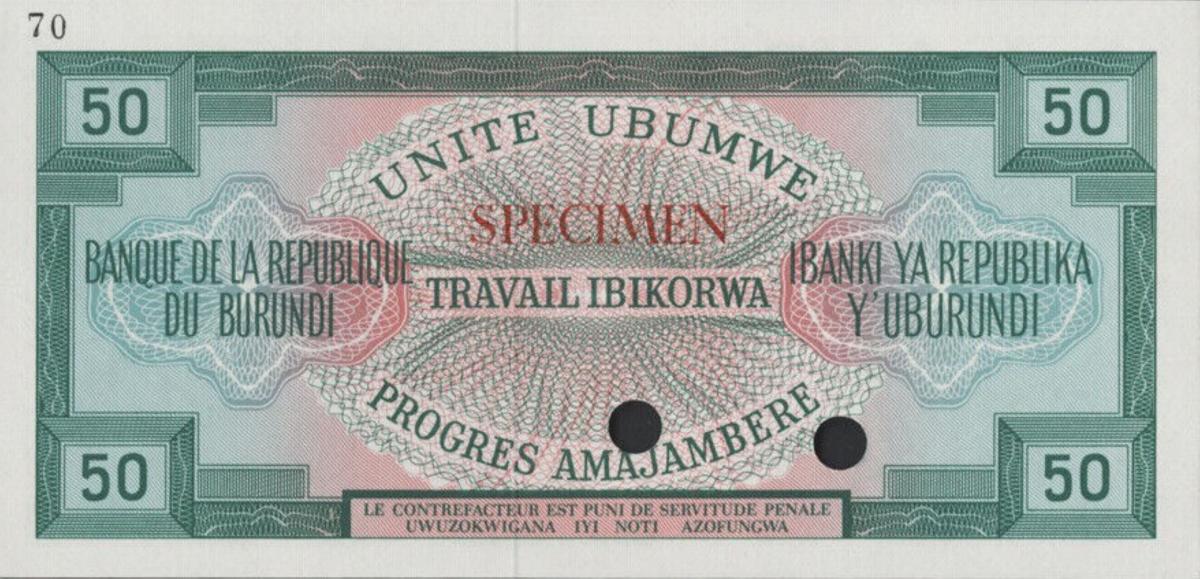 70
50
50
UNITE UBUMWE
SPECIMEN
BANQUE DE LA REPUBLIQUE
DU BURUNDI
TRAVAIL IBIKORWA
IBANKI YA REPUBLIKA
Y'UBURUNDI
PROGRES AMAJAMBERE
50
50
LE CONTREFACTEUR EST PUNI DE SERVITUDE PENALE
UWUZOKWIGANA IYI NOTI AZOFUNGWA